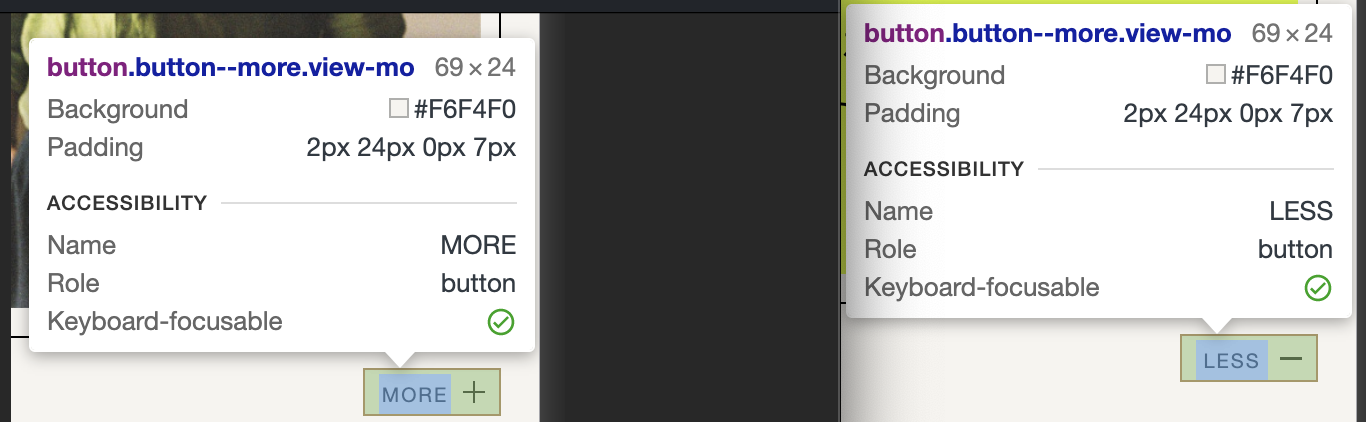 button.button--more.view-mo 69 × 24
Background #F6F4F0
Padding 2px 24px 0px 7px
ACCESSIBILITY
Name MORE
Role button
Keyboard-focusable
MORE
button.button--more.view-mo 69 × 24
Background #F6F4F0
Padding 2px 24px 0px 7px
ACCESSIBILITY
Name LESS
Role button
Keyboard-focusable
LESS